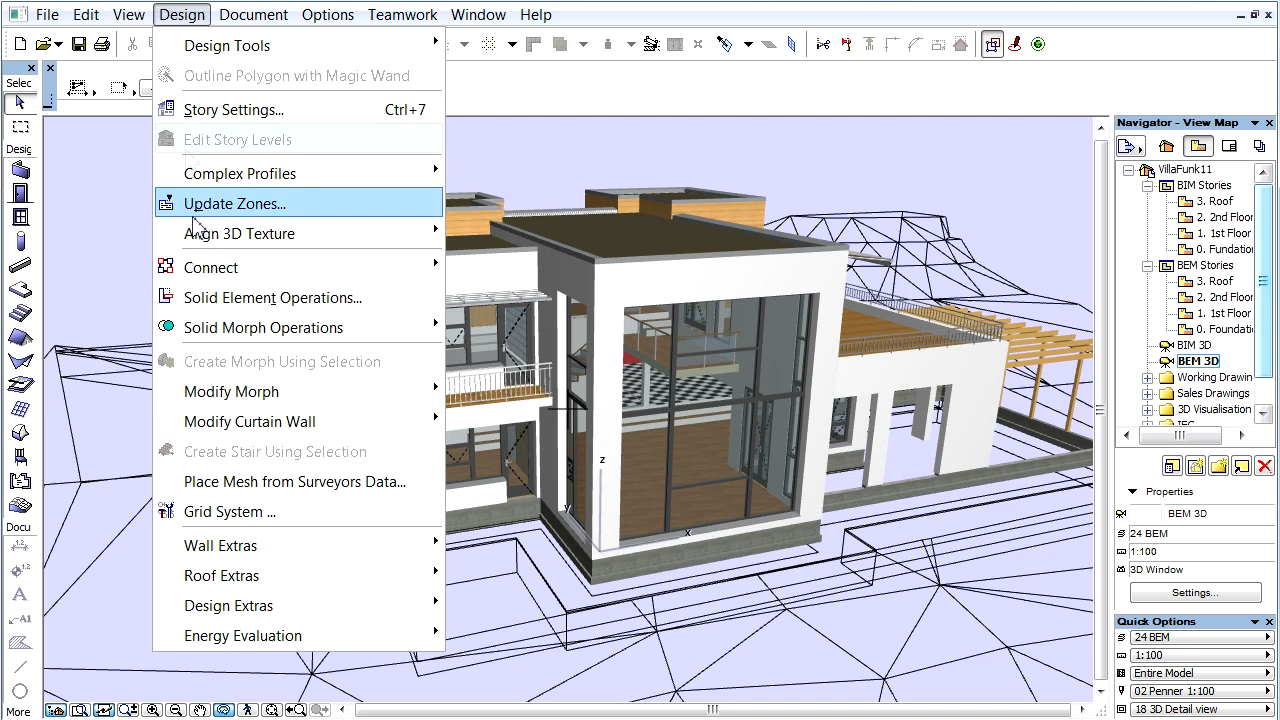 File Edit View Design Document Options Teamwork Window Help
Selec
Desig
Docu
More
Design Tools
Outline Polygon with Magic Wand
Story Settings... Ctrl+7
Edit Story Levels
Complex Profiles
Update Zones...
Align 3D Texture
Connect
Solid Element Operations...
Solid Morph Operations
Create Morph Using Selection
Modify Morph
Modify Curtain Wall
Create Stair Using Selection
Place Mesh from Surveyors Data...
Grid System ...
Wall Extras
Roof Extras
Design Extras
Energy Evaluation
z
y
x
Navigator - View Map
VillaFunk11
BIM Stories
3. Roof
2. 2nd Floor
1. 1st Floor
0. Fundation
BEM Stories
3. Roof
2. 2nd Floor
1. 1st Floor
0. Foundatio
BIM 3D
BEM 3D
Working Drawin
Sales Drawings
3D Visualisation
Properties
BEM 3D
24 BEM
1:100
3D Window
Settings...
Quick Options
24 BEM
1:100
Entire Model
02 Penner 1:100
18 3D Detail view